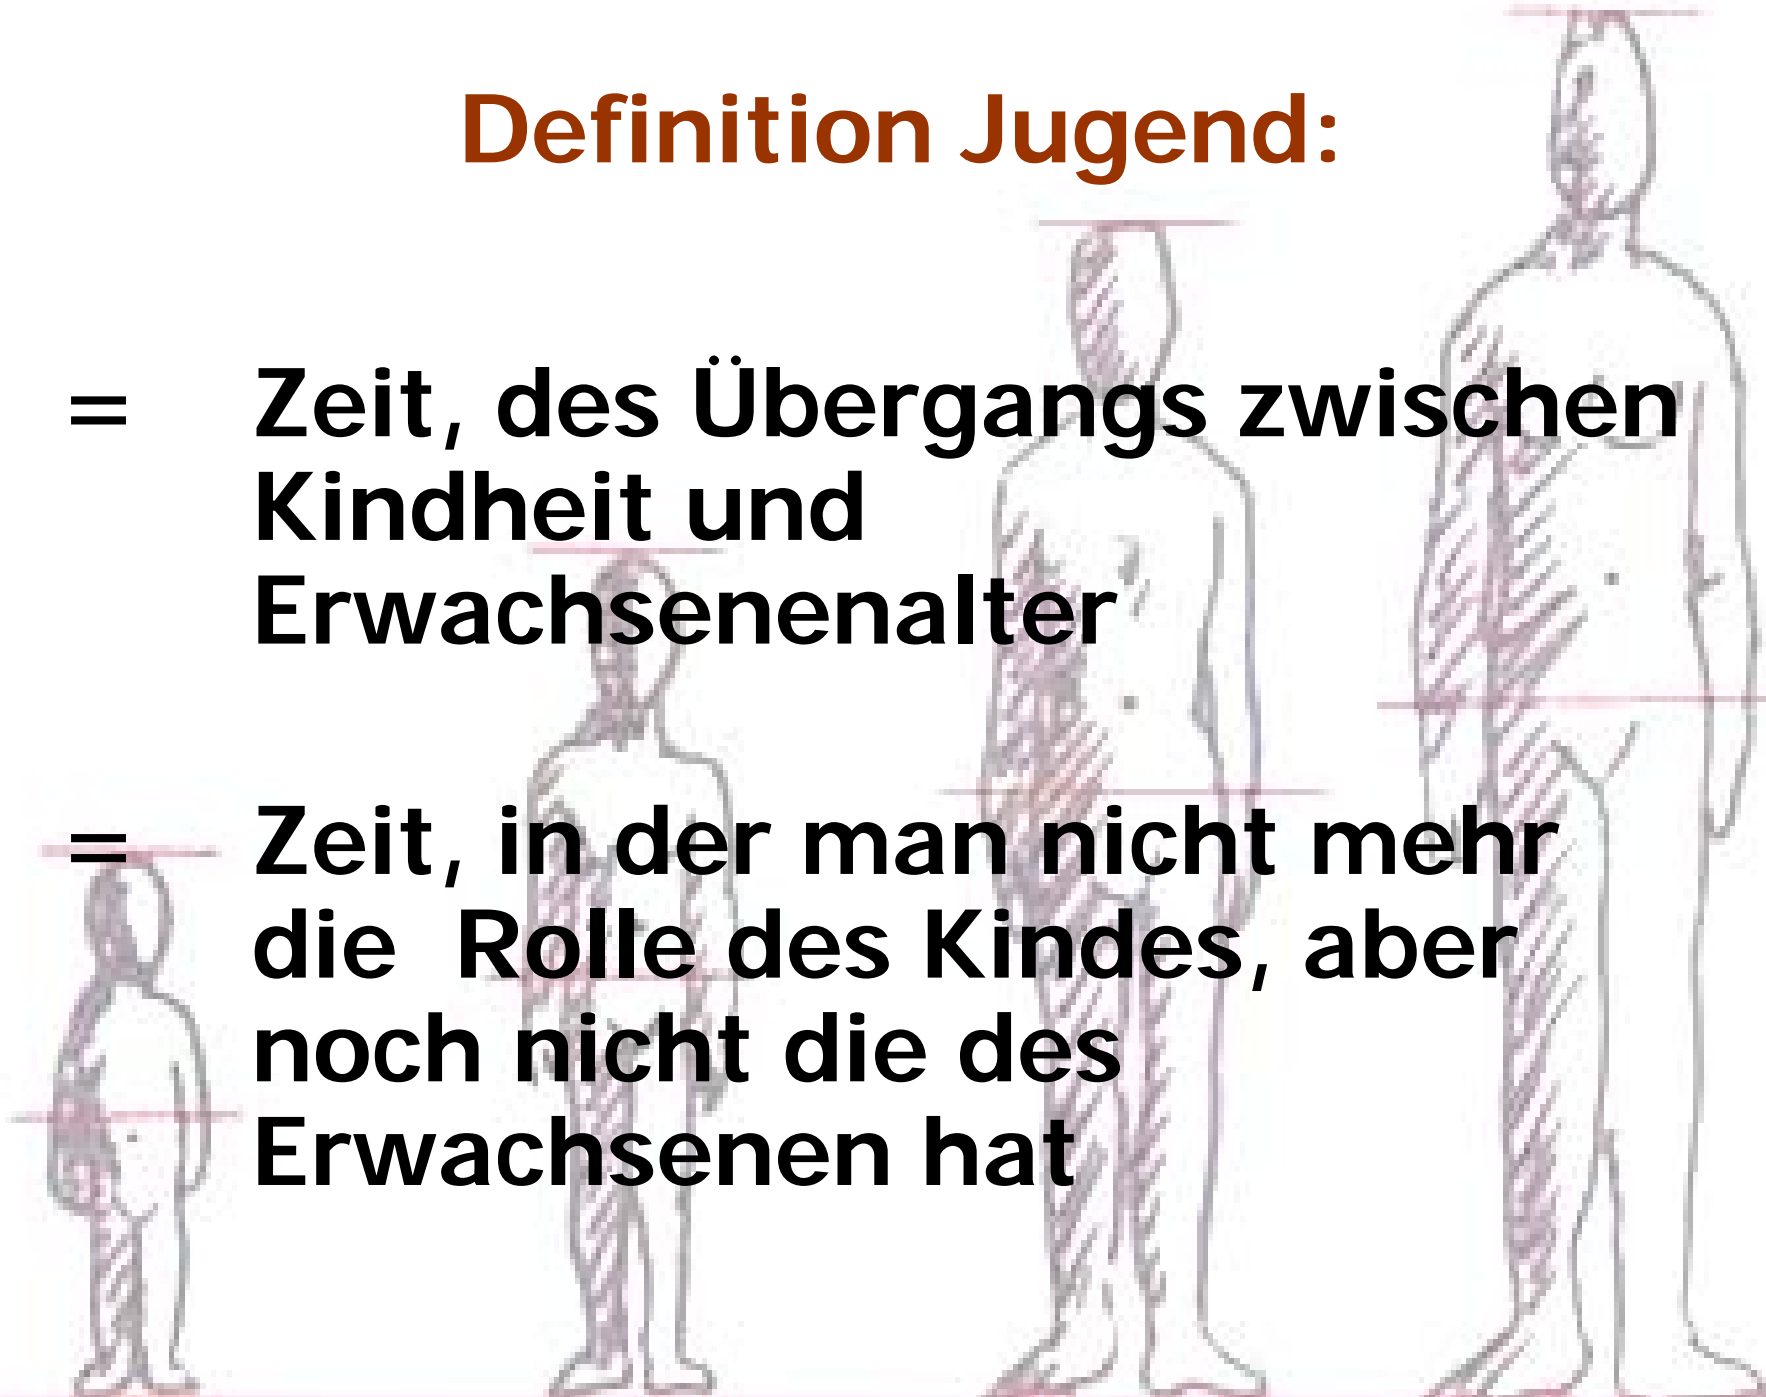 Definition Jugend:
= Zeit, des Übergangs zwischen
Kindheit und
Erwachsenenalter
= Zeit, in der man nicht mehr
die Rolle des Kindes, aber
noch nicht die des
Erwachsenen hat